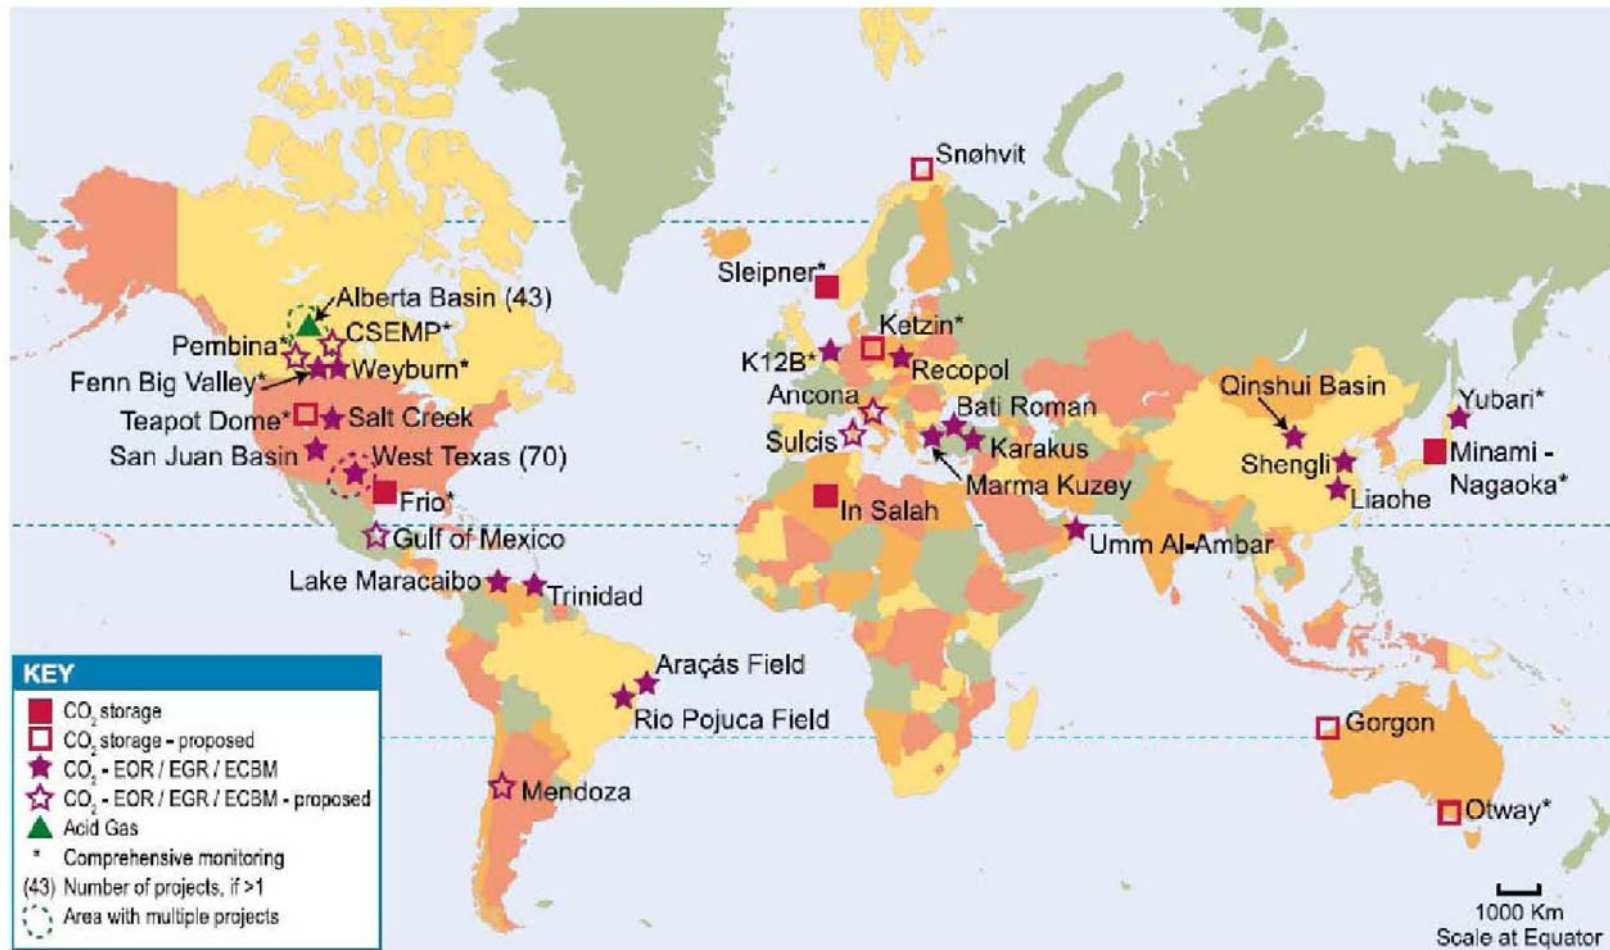 Snøhvit
Sleipner*
Alberta Basin (43)
CSEMP*
Pembina*
Fenn Big Valley*
Weyburn*
Teapot Dome*
Salt Creek
San Juan Basin
West Texas (70)
Frio*
Gulf of Mexico
Lake Maracaibo
Trinidad
Araçás Field
Rio Pojuca Field
Mendoza
Ketzin*
K12B*
Recopol
Ancona
Bati Roman
Sulcis
Karakus
Marma Kuzey
In Salah
Umm Al-Ambar
Qinshui Basin
Yubari*
Shengli
Minami -
Nagaoka*
Liaohe
Gorgon
Otway*
KEY
CO₂ storage
CO₂ storage - proposed
CO₂ - EOR / EGR / ECBM
CO₂ - EOR / EGR / ECBM - proposed
Acid Gas
* Comprehensive monitoring
(43) Number of projects, if >1
Area with multiple projects
1000 Km
Scale at Equator